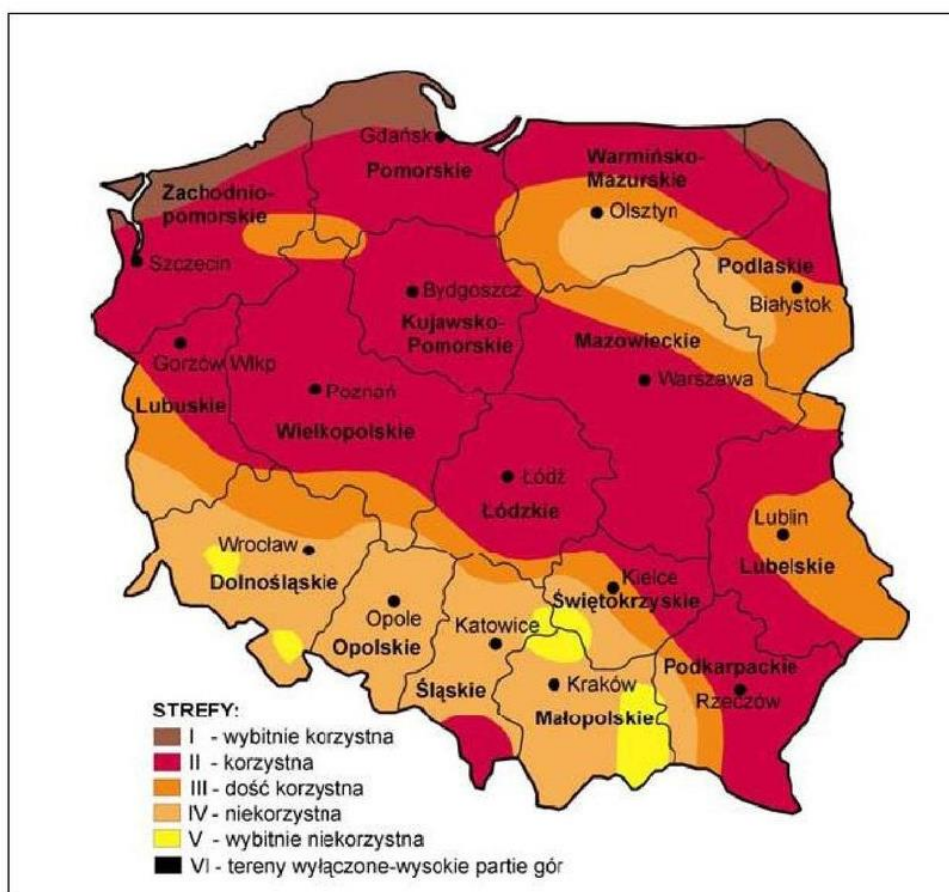 Gdańsk
Pomorskie
Warmińsko-
Mazurskie
Zachodnio-
pomorskie
Olsztyn
Szczecin
Podlaskie
Białystok
Bydgoszcz
Kujawsko-
Pomorskie
Mazowieckie
Gorzów Wlkp
Warszawa
Poznań
Lubuskie
Wielkopolskie
Łódź
Łódzkie
Lublin
Lubelskie
Wrocław
Dolnośląskie
Kielce
Świętokrzyskie
Opole
Opolskie
Katowice
Śląskie
Kraków
Małopolskie
Podkarpackie
Rzeczów
STREFY:
I - wybitnie korzystna
II - korzystna
III - dość korzystna
IV - niekorzystna
V - wybitnie niekorzystna
VI - tereny wyłączone-wysokie partie gór